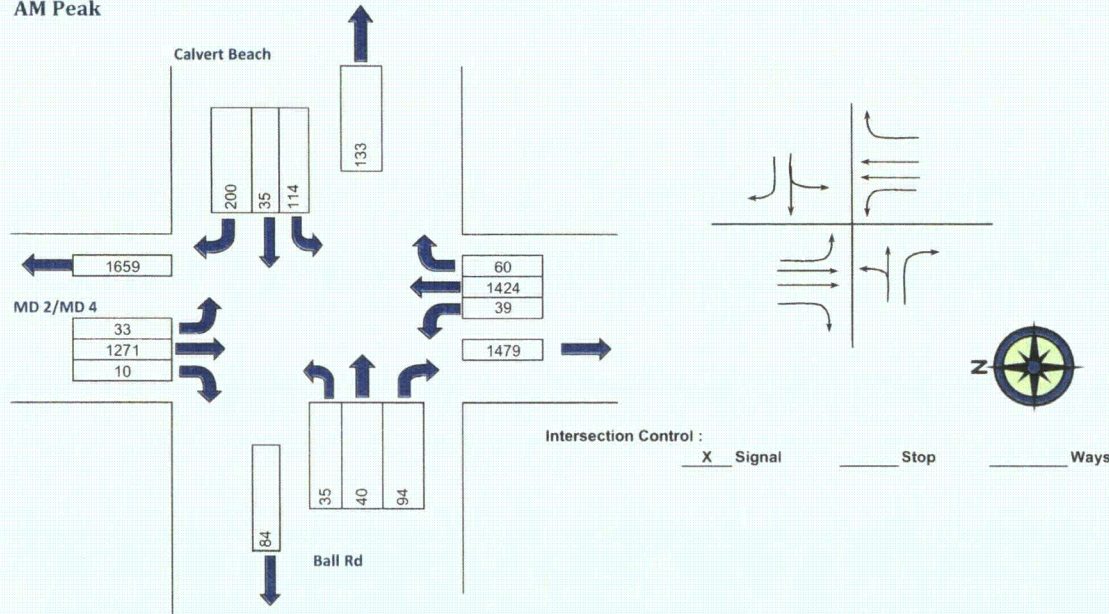 AM Peak
Calvert Beach
133
200 35 114
1659
60
1424
39
MD 2/MD 4
33
1271
10
1479
N
35 40 94
84
Ball Rd
Intersection Control :
X Signal Stop Ways